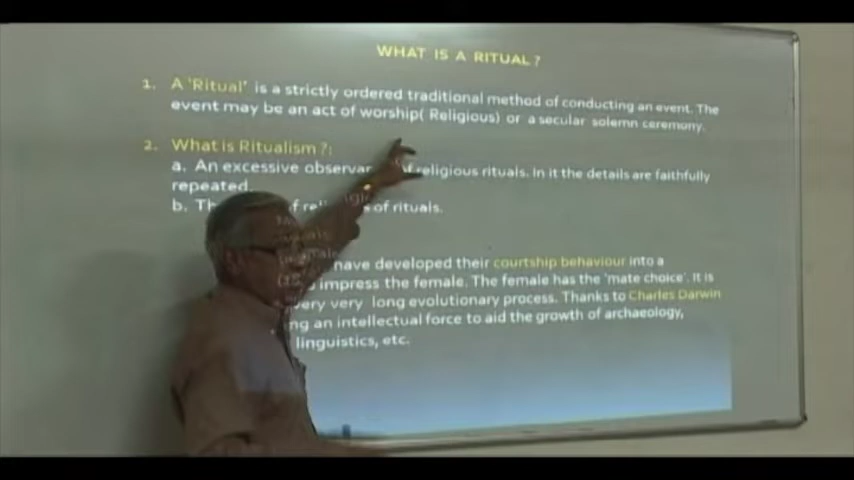 WHAT IS A RITUAL ?
1. A 'Ritual' is a strictly ordered traditional method of conducting an event. The
event may be an act of worship( Religious) or a secular solemn ceremony.
2. What is Ritualism ?:
a. An excessive observan of religious rituals. In it the details are faithfully
repeated.
b. Th of reli of rituals.
have developed their courtship behaviour into a
impress the female. The female has the 'mate choice'. It is
very very long evolutionary process. Thanks to Charles Darwin
ng an intellectual force to aid the growth of archaeology,
linguistics, etc.